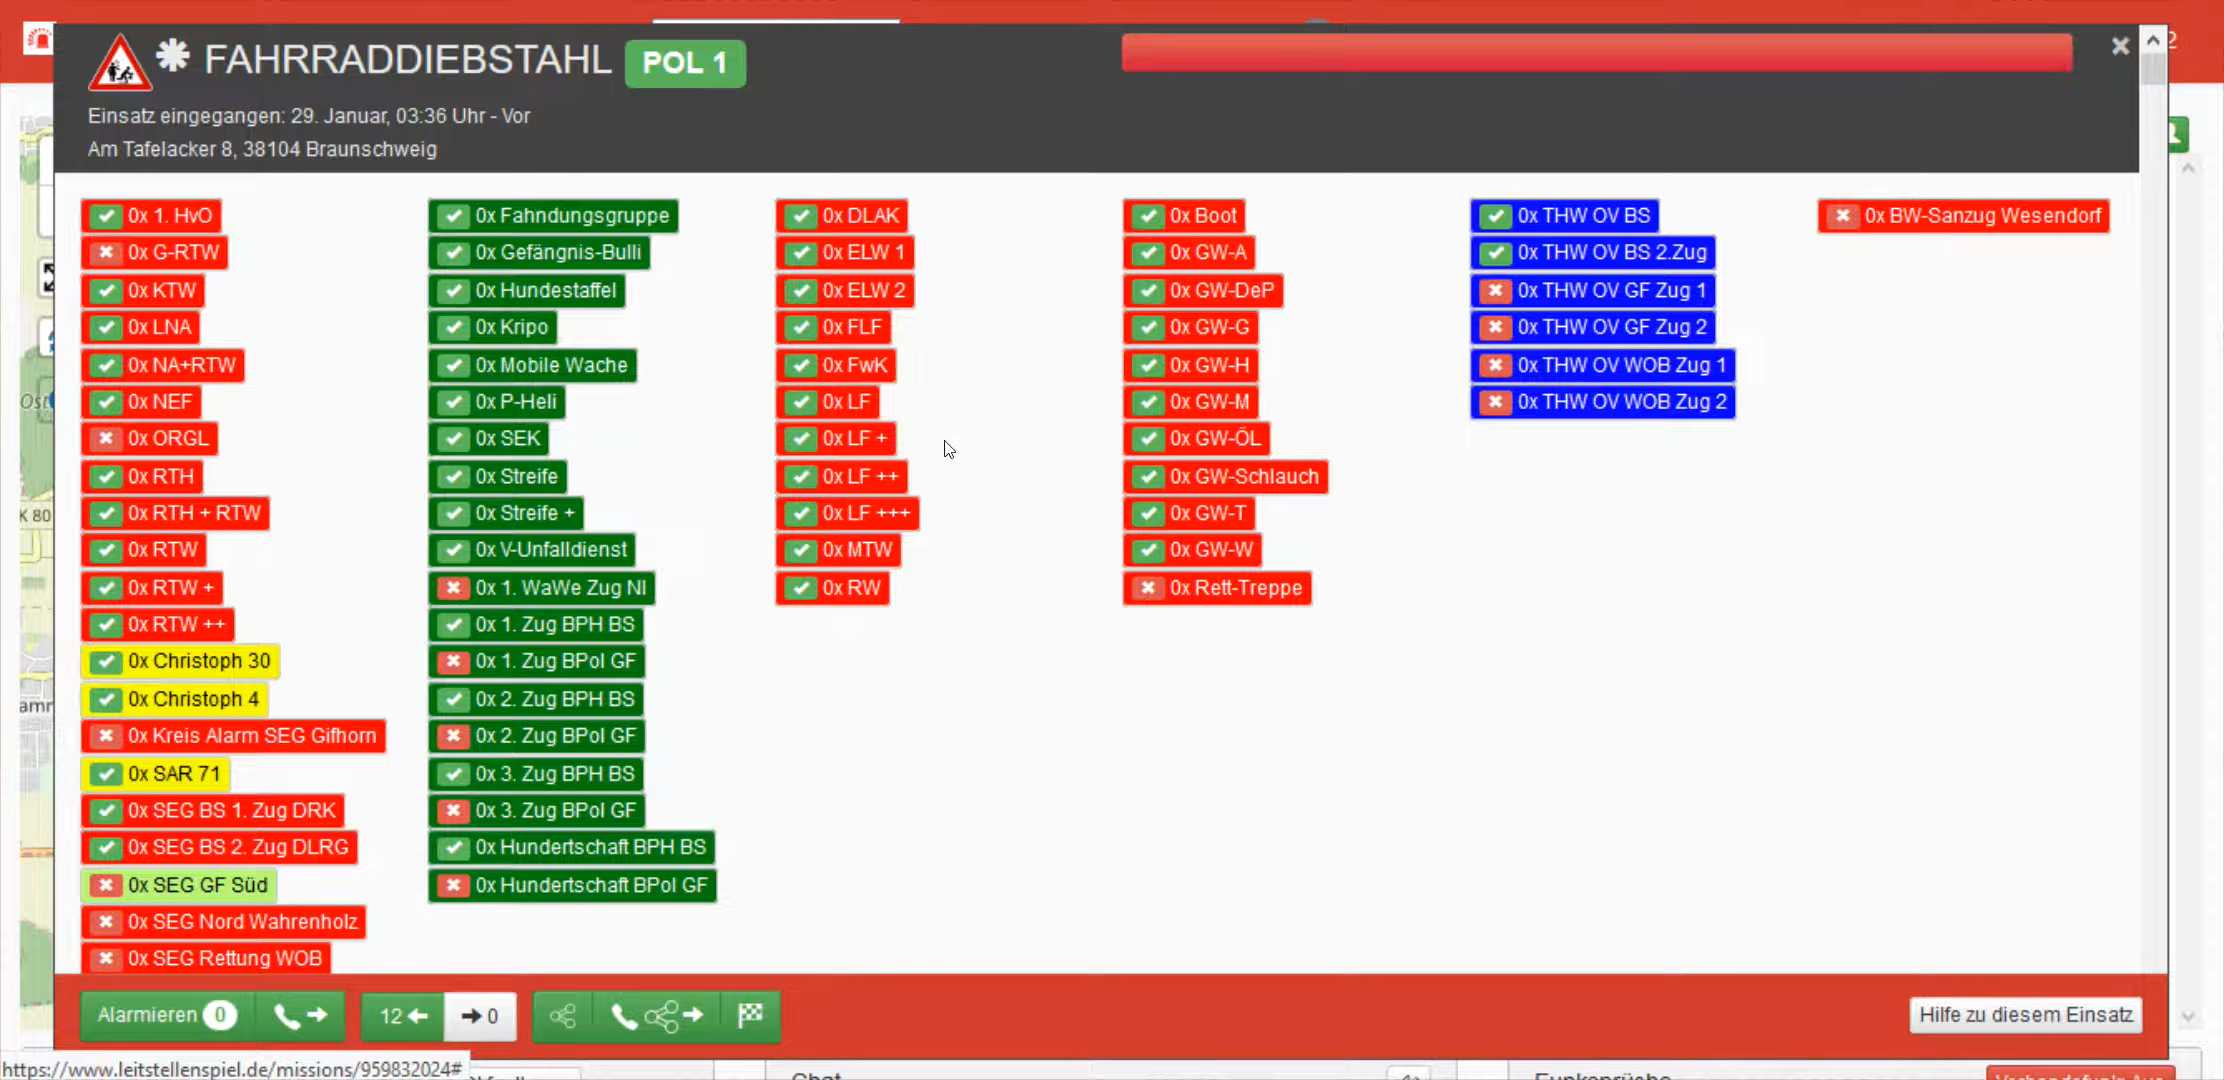 FAHRRADDIEBSTAHL POL 1
Einsatz eingegangen: 29. Januar, 03:36 Uhr - Vor
Am Tafelacker 8, 38104 Braunschweig
0x 1. HvO
0x G-RTW
0x KTW
0x LNA
0x NA+RTW
0x NEF
0x ORGL
0x RTH
0x RTH + RTW
0x RTW
0x RTW +
0x RTW ++
0x Christoph 30
0x Christoph 4
0x Kreis Alarm SEG Gifhorn
0x SAR 71
0x SEG BS 1. Zug DRK
0x SEG BS 2. Zug DLRG
0x SEG GF Süd
0x SEG Nord Wahrenholz
0x SEG Rettung WOB
0x Fahndungsgruppe
0x Gefängnis-Bulli
0x Hundestaffel
0x Kripo
0x Mobile Wache
0x P-Heli
0x SEK
0x Streife
0x Streife +
0x V-Unfalldienst
0x 1. WaWe Zug NI
0x 1. Zug BPH BS
0x 1. Zug BPol GF
0x 2. Zug BPH BS
0x 2. Zug BPol GF
0x 3. Zug BPH BS
0x 3. Zug BPol GF
0x Hundertschaft BPH BS
0x Hundertschaft BPol GF
0x DLAK
0x ELW 1
0x ELW 2
0x FLF
0x FwK
0x LF
0x LF +
0x LF ++
0x LF +++
0x MTW
0x RW
0x Boot
0x GW-A
0x GW-DeP
0x GW-G
0x GW-H
0x GW-M
0x GW-ÖL
0x GW-Schlauch
0x GW-T
0x GW-W
0x Rett-Treppe
0x THW OV BS
0x THW OV BS 2.Zug
0x THW OV GF Zug 1
0x THW OV GF Zug 2
0x THW OV WOB Zug 1
0x THW OV WOB Zug 2
0x BW-Sanzug Wesendorf
K 80
Alarmieren 0
12
0
Hilfe zu diesem Einsatz
https://www.leitstellenspiel.de/missions/959832024#
Chat
Funksprüche